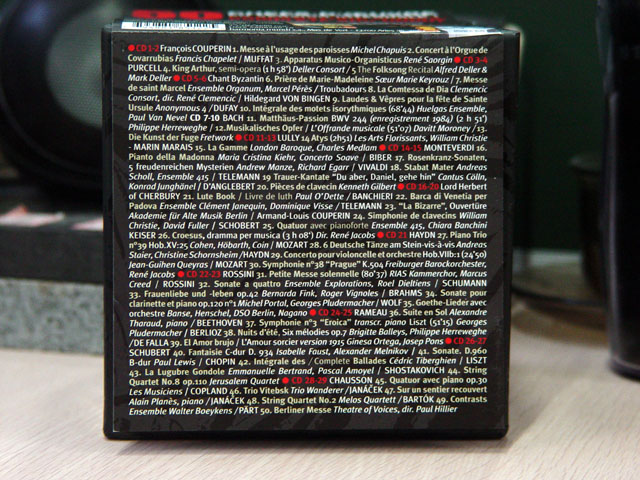 ● CD 1-2 François COUPERIN 1. Messe à l'usage des paroisses Michel Chapuis 2. Concert à l'Orgue de
Covarrubias Francis Chapelet / MUFFAT 3. Apparatus Musico-Organisticus René Saorgin ● CD 3-4
PURCELL 4. King Arthur, semi-opera (1 h 58') Deller Consort / 5 The Folksong Recital Alfred Deller &
Mark Deller ● CD 5-6 Chant Byzantin 6. Prière de Marie-Madeleine Sœur Marie Keyrouz / 7. Messe
de saint Marcel Ensemble Organum, Marcel Pérès / Troubadours 8. La Comtesse de Dia Clemencic
Consort, dir. René Clemencic / Hildegard VON BINGEN 9. Laudes & Vêpres pour la fête de Sainte
Ursule Anonymous 4 / DUFAY 10. Intégrale des motets isorythmiques (68'44) Huelgas Ensemble,
Paul Van Nevel CD 7-10 BACH 11. Matthäus-Passion BWV 244 (enregistrement 1984) (2 h 51')
Philippe Herreweghe / 12.Musikalisches Opfer / L'Offrande musicale (51'07) Davitt Moroney / 13.
Die Kunst der Fuge Fretwork ● CD 11-13 LULLY 14 Atys (2h51) Les Arts Florissants, William Christie
- MARIN MARAIS 15. La Gamme London Baroque, Charles Medlam ● CD 14-15 MONTEVERDI 16.
Pianto della Madonna Maria Cristina Kiehr, Concerto Soave / BIBER 17. Rosenkranz-Sonaten,
5 freudenreichen Mysterien Andrew Manze, Richard Egarr / VIVALDI 18. Stabat Mater Andreas
Scholl, Ensemble 415 / TELEMANN 19 Trauer-Kantate "Du aber, Daniel, gehe hin" Cantus Cölln,
Konrad Junghänel / D'ANGLEBERT 20. Pièces de clavecin Kenneth Gilbert ● CD 16-20 Lord Herbert
of CHERBURY 21. Lute Book / Livre de luth Paul O'Dette / BANCHIERI 22. Barca di Venetia per
Padova Ensemble Clément Janequin, Dominique Visse / TELEMANN 23. "La Bizarre", Ouvertüre
Akademie für Alte Musik Berlin / Armand-Louis COUPERIN 24. Simphonie de clavecins William
Christie, David Fuller / SCHOBERT 25. Quatuor avec pianoforte Ensemble 415, Chiara Banchini
KEISER 26. Croesus, dramma per musica (3 h 08') Dir. René Jacobs ● CD 21 HAYDN 27. Piano Trio
n°39 Hob.XV:25 Cohen, Höbarth, Coin / MOZART 28. 6 Deutsche Tänze am Stein-vis-à-vis Andreas
Staier, Christine Schornsheim / HAYDN 29. Concerto pour violoncelle et orchestre Hob.VIIb:1 (24'50)
Jean-Guihen Queyras / MOZART 30. Symphonie n°38 "Prague" K.504 Freiburger Barockorchester,
René Jacobs ● CD 22-23 ROSSINI 31. Petite Messe solennelle (80'37) RIAS Kammerchor, Marcus
Creed / ROSSINI 32. Sonate a quattro Ensemble Explorations, Roel Dieltiens / SCHUMANN
33. Frauenliebe und -leben op.42 Bernarda Fink, Roger Vignoles / BRAHMS 34. Sonate pour
clarinette et piano op.120 n°1 Michel Portal, Georges Pludermacher / WOLF 35. Goethe-Lieder avec
orchestre Banse, Henschel, DSO Berlin, Nagano ● CD 24-25 RAMEAU 36. Suite en Sol Alexandre
Tharaud, piano / BEETHOVEN 37. Symphonie n°3 "Eroica" transcr. piano Liszt (51'15) Georges
Pludermacher / BERLIOZ 38. Nuits d'été, Six mélodies op.7 Brigitte Balleys, Philippe Herreweghe
/ DE FALLA 39. El Amor brujo / L'Amour sorcier version 1915 Ginesa Ortega, Josep Pons ● CD 26-27
SCHUBERT 40. Fantaisie C-dur D. 934 Isabelle Faust, Alexander Melnikov / 41. Sonate. D.960
B-dur Paul Lewis / CHOPIN 42. Intégrale des / Complete Ballades Cédric Tiberghien / LISZT
43. La Lugubre Gondole Emmanuelle Bertrand, Pascal Amoyel / SHOSTAKOVICH 44. String
Quartet No.8 op.110 Jerusalem Quartet ● CD 28-29 CHAUSSON 45. Quatuor avec piano op.30
Les Musiciens / COPLAND 46. Trio Vitebsk Trio Wanderer / JANÁČEK 47. Sur un sentier recouvert
Alain Planès, piano / JANÁČEK 48. String Quartet No.2 Melos Quartett / BARTÓK 49. Contrasts
Ensemble Walter Boeykens / PÄRT 50. Berliner Messe Theatre of Voices, dir. Paul Hillier